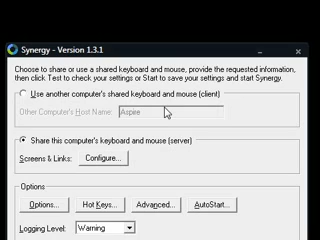 Synergy - Version 1.3.1
Choose to share or use a shared keyboard and mouse, provide the requested information,
then click Test to check your settings or Start to save your settings and start Synergy.
Use another computer's shared keyboard and mouse (client)
Other Computer's Host Name: Aspire
Share this computer's keyboard and mouse (server)
Screens & Links: Configure...
Options
Options... Hot Keys... Advanced... AutoStart...
Logging Level: Warning